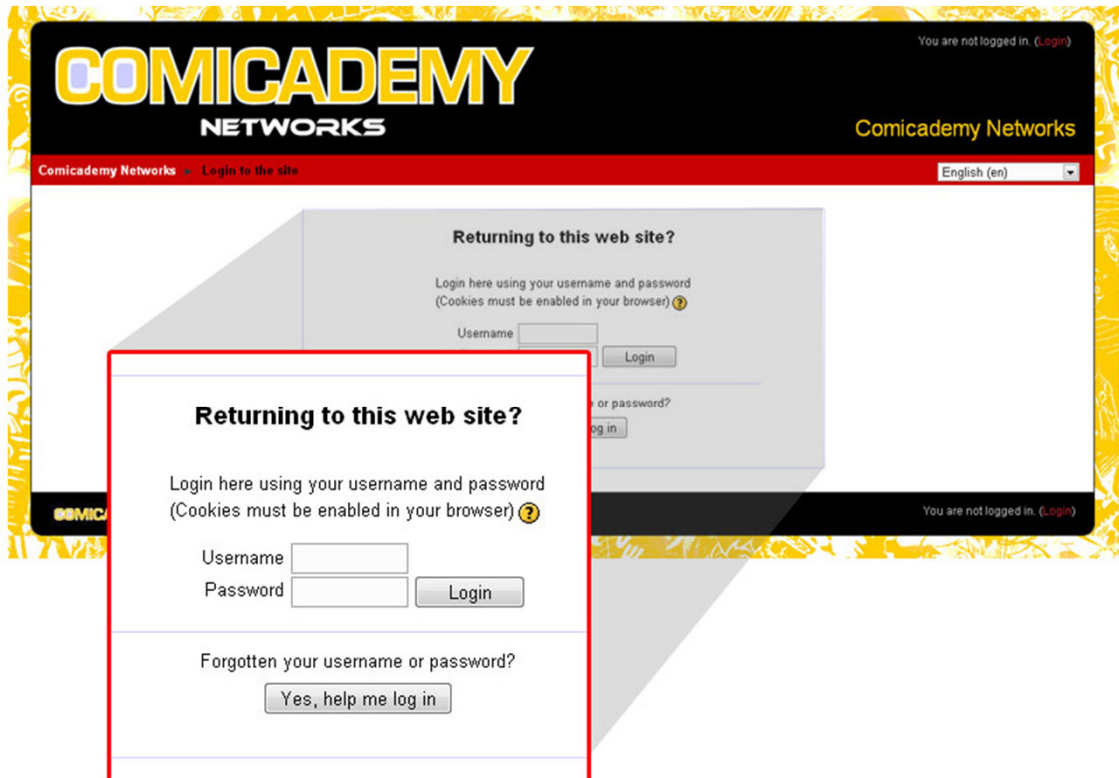 You are not logged in. (Login)
COMICADEMY
NETWORKS
Comicademy Networks
Comicademy Networks ► Login to the site
English (en)
Returning to this web site?
Login here using your username and password
(Cookies must be enabled in your browser) ?
Username
Login
or password?
og in
Returning to this web site?
Login here using your username and password
(Cookies must be enabled in your browser) ?
Username
Password
Login
Forgotten your username or password?
Yes, help me log in
COMICA
You are not logged in. (Login)